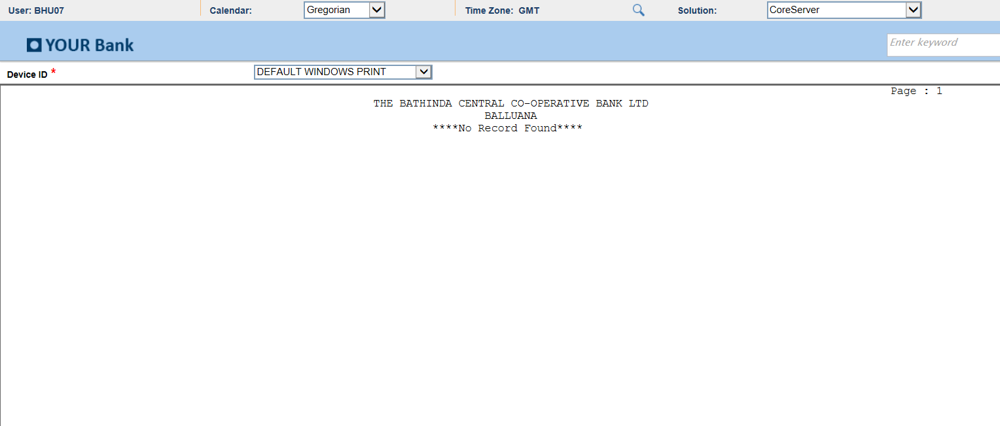 User: BHU07 Calendar: Gregorian Time Zone: GMT Solution: CoreServer
YOUR Bank Enter keyword
Device ID * DEFAULT WINDOWS PRINT
Page : 1
THE BATHINDA CENTRAL CO-OPERATIVE BANK LTD
BALLUANA
****No Record Found****